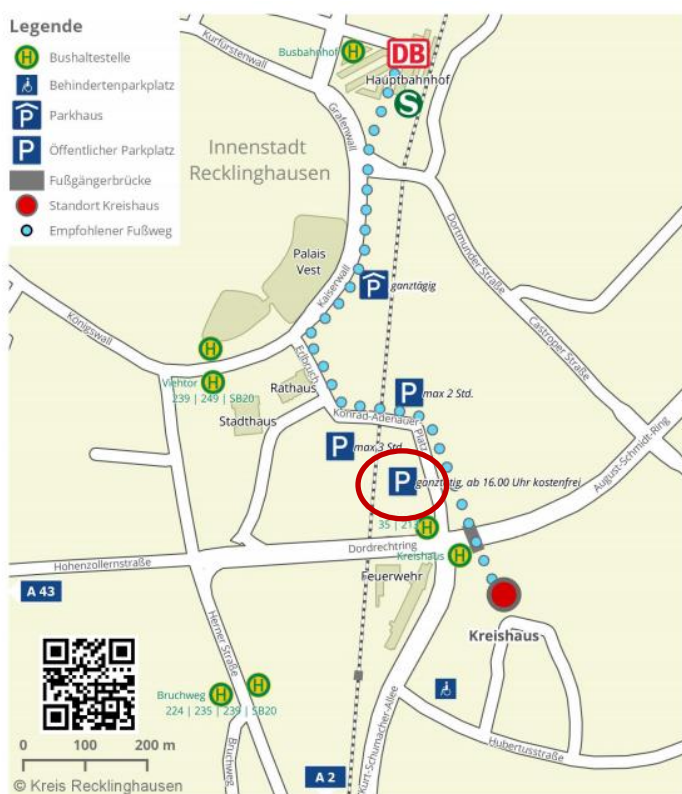 Legende
Bushaltestelle
Behindertenparkplatz
Parkhaus
Öffentlicher Parkplatz
Fußgängerbrücke
Standort Kreishaus
Empfohlener Fußweg
H
P
P
Kurfürstenwall
Busbahnhof
H
DB
Hauptbahnhof
S
Grafenwall
Innenstadt
Recklinghausen
Dortmunder Straße
Palais
Vest
Kaiserwall
P
ganztägig
Castroper Straße
Königswall
H
Erlbruch
Viehtor
H
239 | 249 | SB20
Rathaus
Stadthaus
P
max 2 Std.
Konrad-Adenauer
Platz
P
max 3 Std.
August-Schmidt-Ring
P
ganztätig, ab 16.00 Uhr kostenfrei
35 |
H
Dordrechtring
Kreishaus
H
Hohenzollernstraße
Feuerwehr
A 43
Kreishaus
Herner Straße
Bruchweg
H
H
224 | 235 | 239 | SB20
Bruchweg
Kurt-Schumacher-Allee
Hubertusstraße
0 100 200 m
A 2
© Kreis Recklinghausen